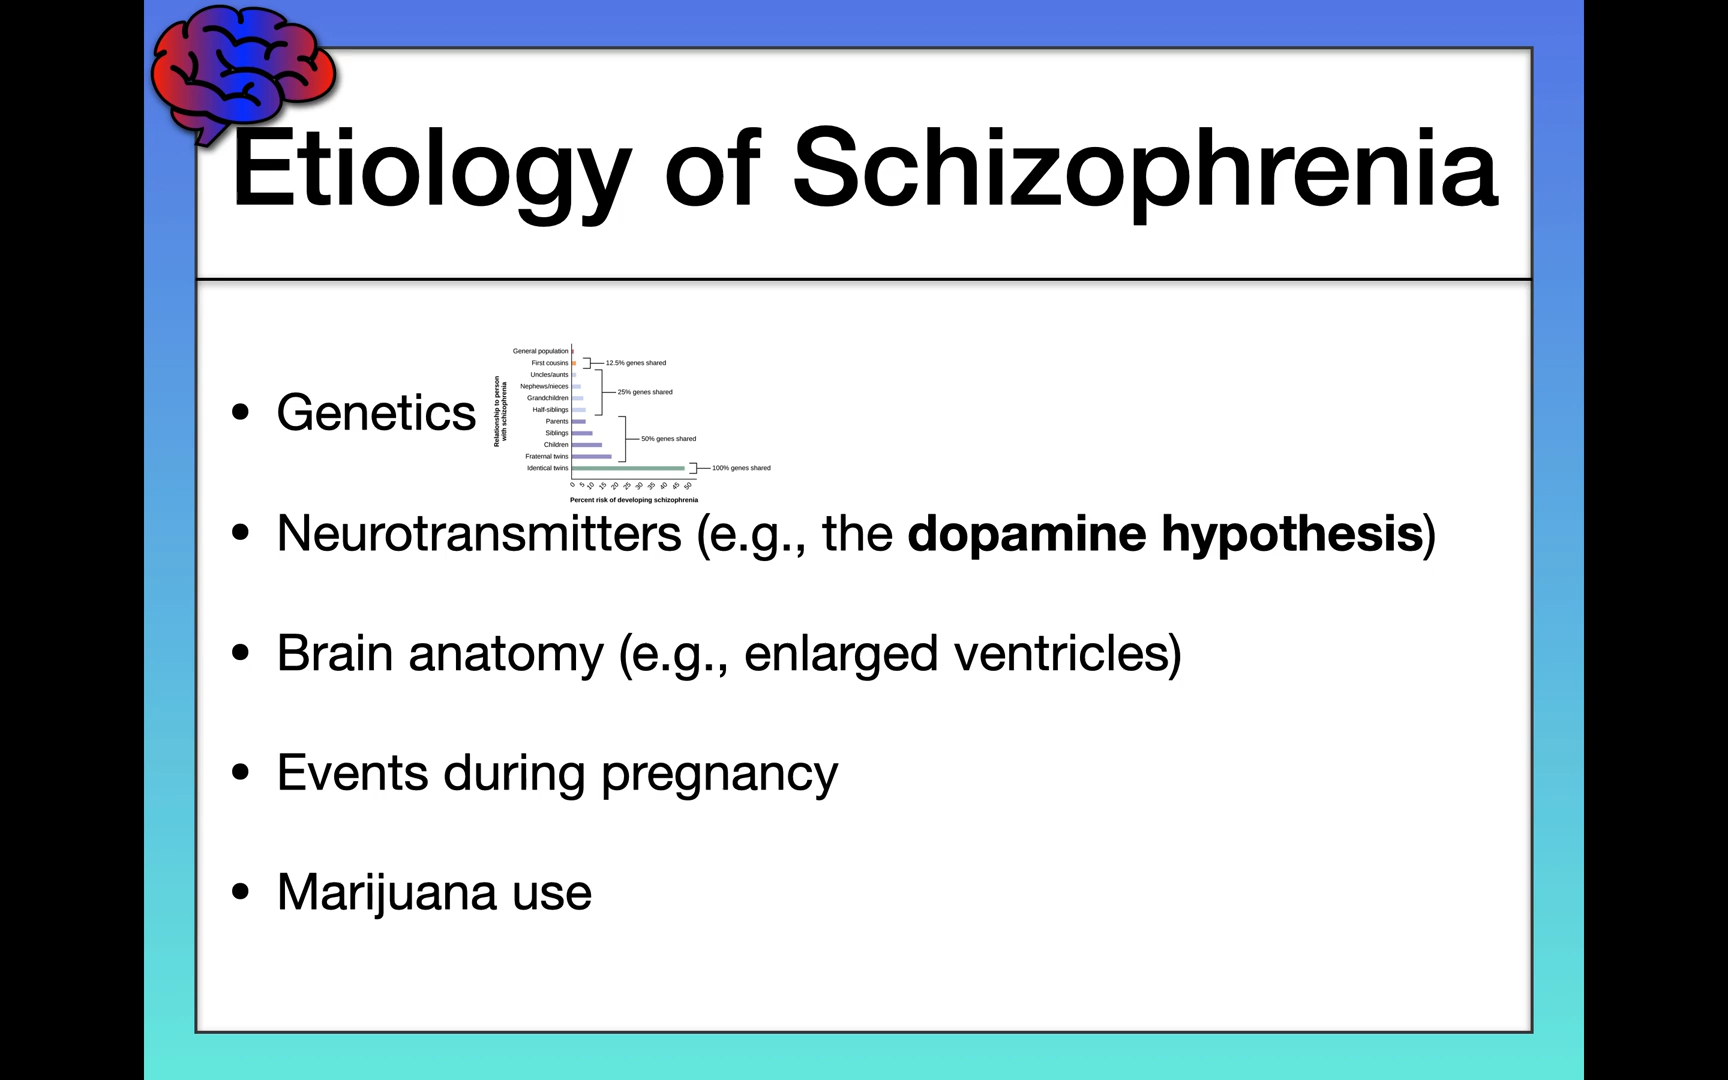 Etiology of Schizophrenia
• Genetics
Relationship to person
with schizophrenia
General population
First cousins
12.5% genes shared
Uncles/aunts
Nephews/nieces
25% genes shared
Grandchildren
Half-siblings
Parents
Siblings
50% genes shared
Children
Fraternal twins
Identical twins
100% genes shared
0 5 10 15 20 25 30 35 40 45 50
Percent risk of developing schizophrenia
• Neurotransmitters (e.g., the dopamine hypothesis)
• Brain anatomy (e.g., enlarged ventricles)
• Events during pregnancy
• Marijuana use